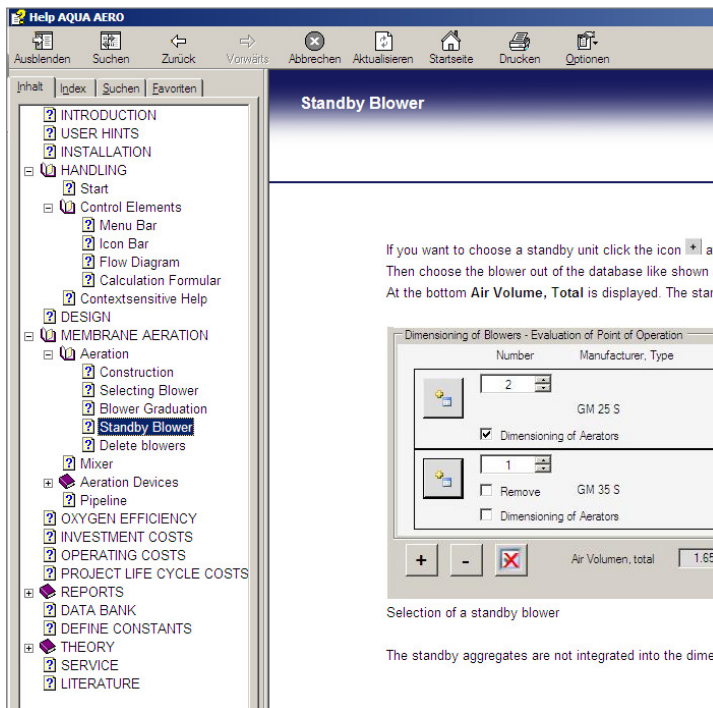 Help AQUA AERO
Ausblenden Suchen Zurück Vorwärts Abbrechen Aktualisieren Startseite Drucken Optionen
Inhalt Index Suchen Favoriten
INTRODUCTION
USER HINTS
INSTALLATION
HANDLING
Start
Control Elements
Menu Bar
Icon Bar
Flow Diagram
Calculation Formular
Contextsensitive Help
DESIGN
MEMBRANE AERATION
Aeration
Construction
Selecting Blower
Blower Graduation
Standby Blower
Delete blowers
Mixer
Aeration Devices
Pipeline
OXYGEN EFFICIENCY
INVESTMENT COSTS
OPERATING COSTS
PROJECT LIFE CYCLE COSTS
REPORTS
DATA BANK
DEFINE CONSTANTS
THEORY
SERVICE
LITERATURE
Standby Blower
If you want to choose a standby unit click the icon + a
Then choose the blower out of the database like shown
At the bottom Air Volume, Total is displayed. The sta
Dimensioning of Blowers - Evaluation of Point of Operation
Number Manufacturer, Type
2
GM 25 S
Dimensioning of Aerators
1
Remove GM 35 S
Dimensioning of Aerators
+ - Air Volumen, total 1.65
Selection of a standby blower
The standby aggregates are not integrated into the dime